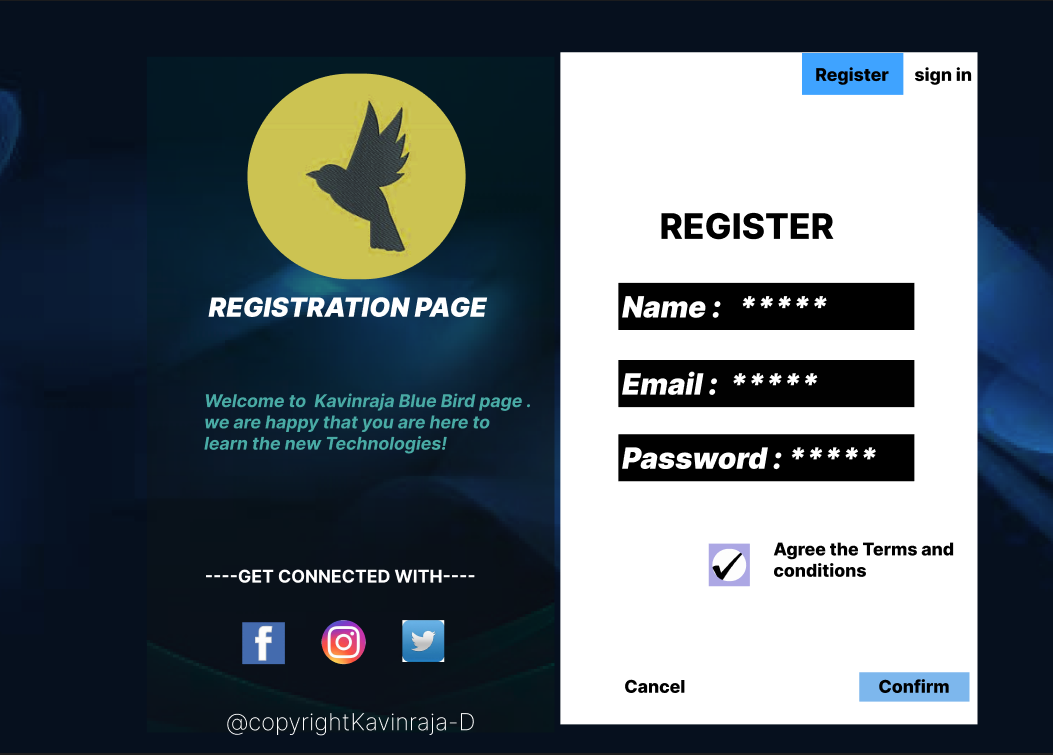 REGISTRATION PAGE
Welcome to Kavinraja Blue Bird page .
we are happy that you are here to
learn the new Technologies!
----GET CONNECTED WITH----
f
@copyrightKavinraja-D
Register sign in
REGISTER
Name : *****
Email : *****
Password : *****
Agree the Terms and
conditions
Cancel Confirm